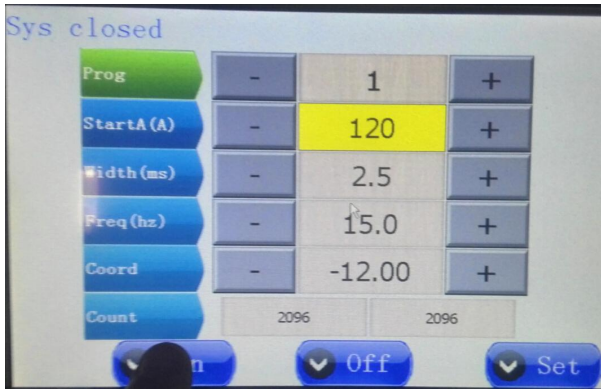 Sys closed
Prog - 1 +
StartA(A) - 120 +
Width(ms) - 2.5 +
Freq(hz) - 15.0 +
Coord - -12.00 +
Count 2096 2096
Off Set